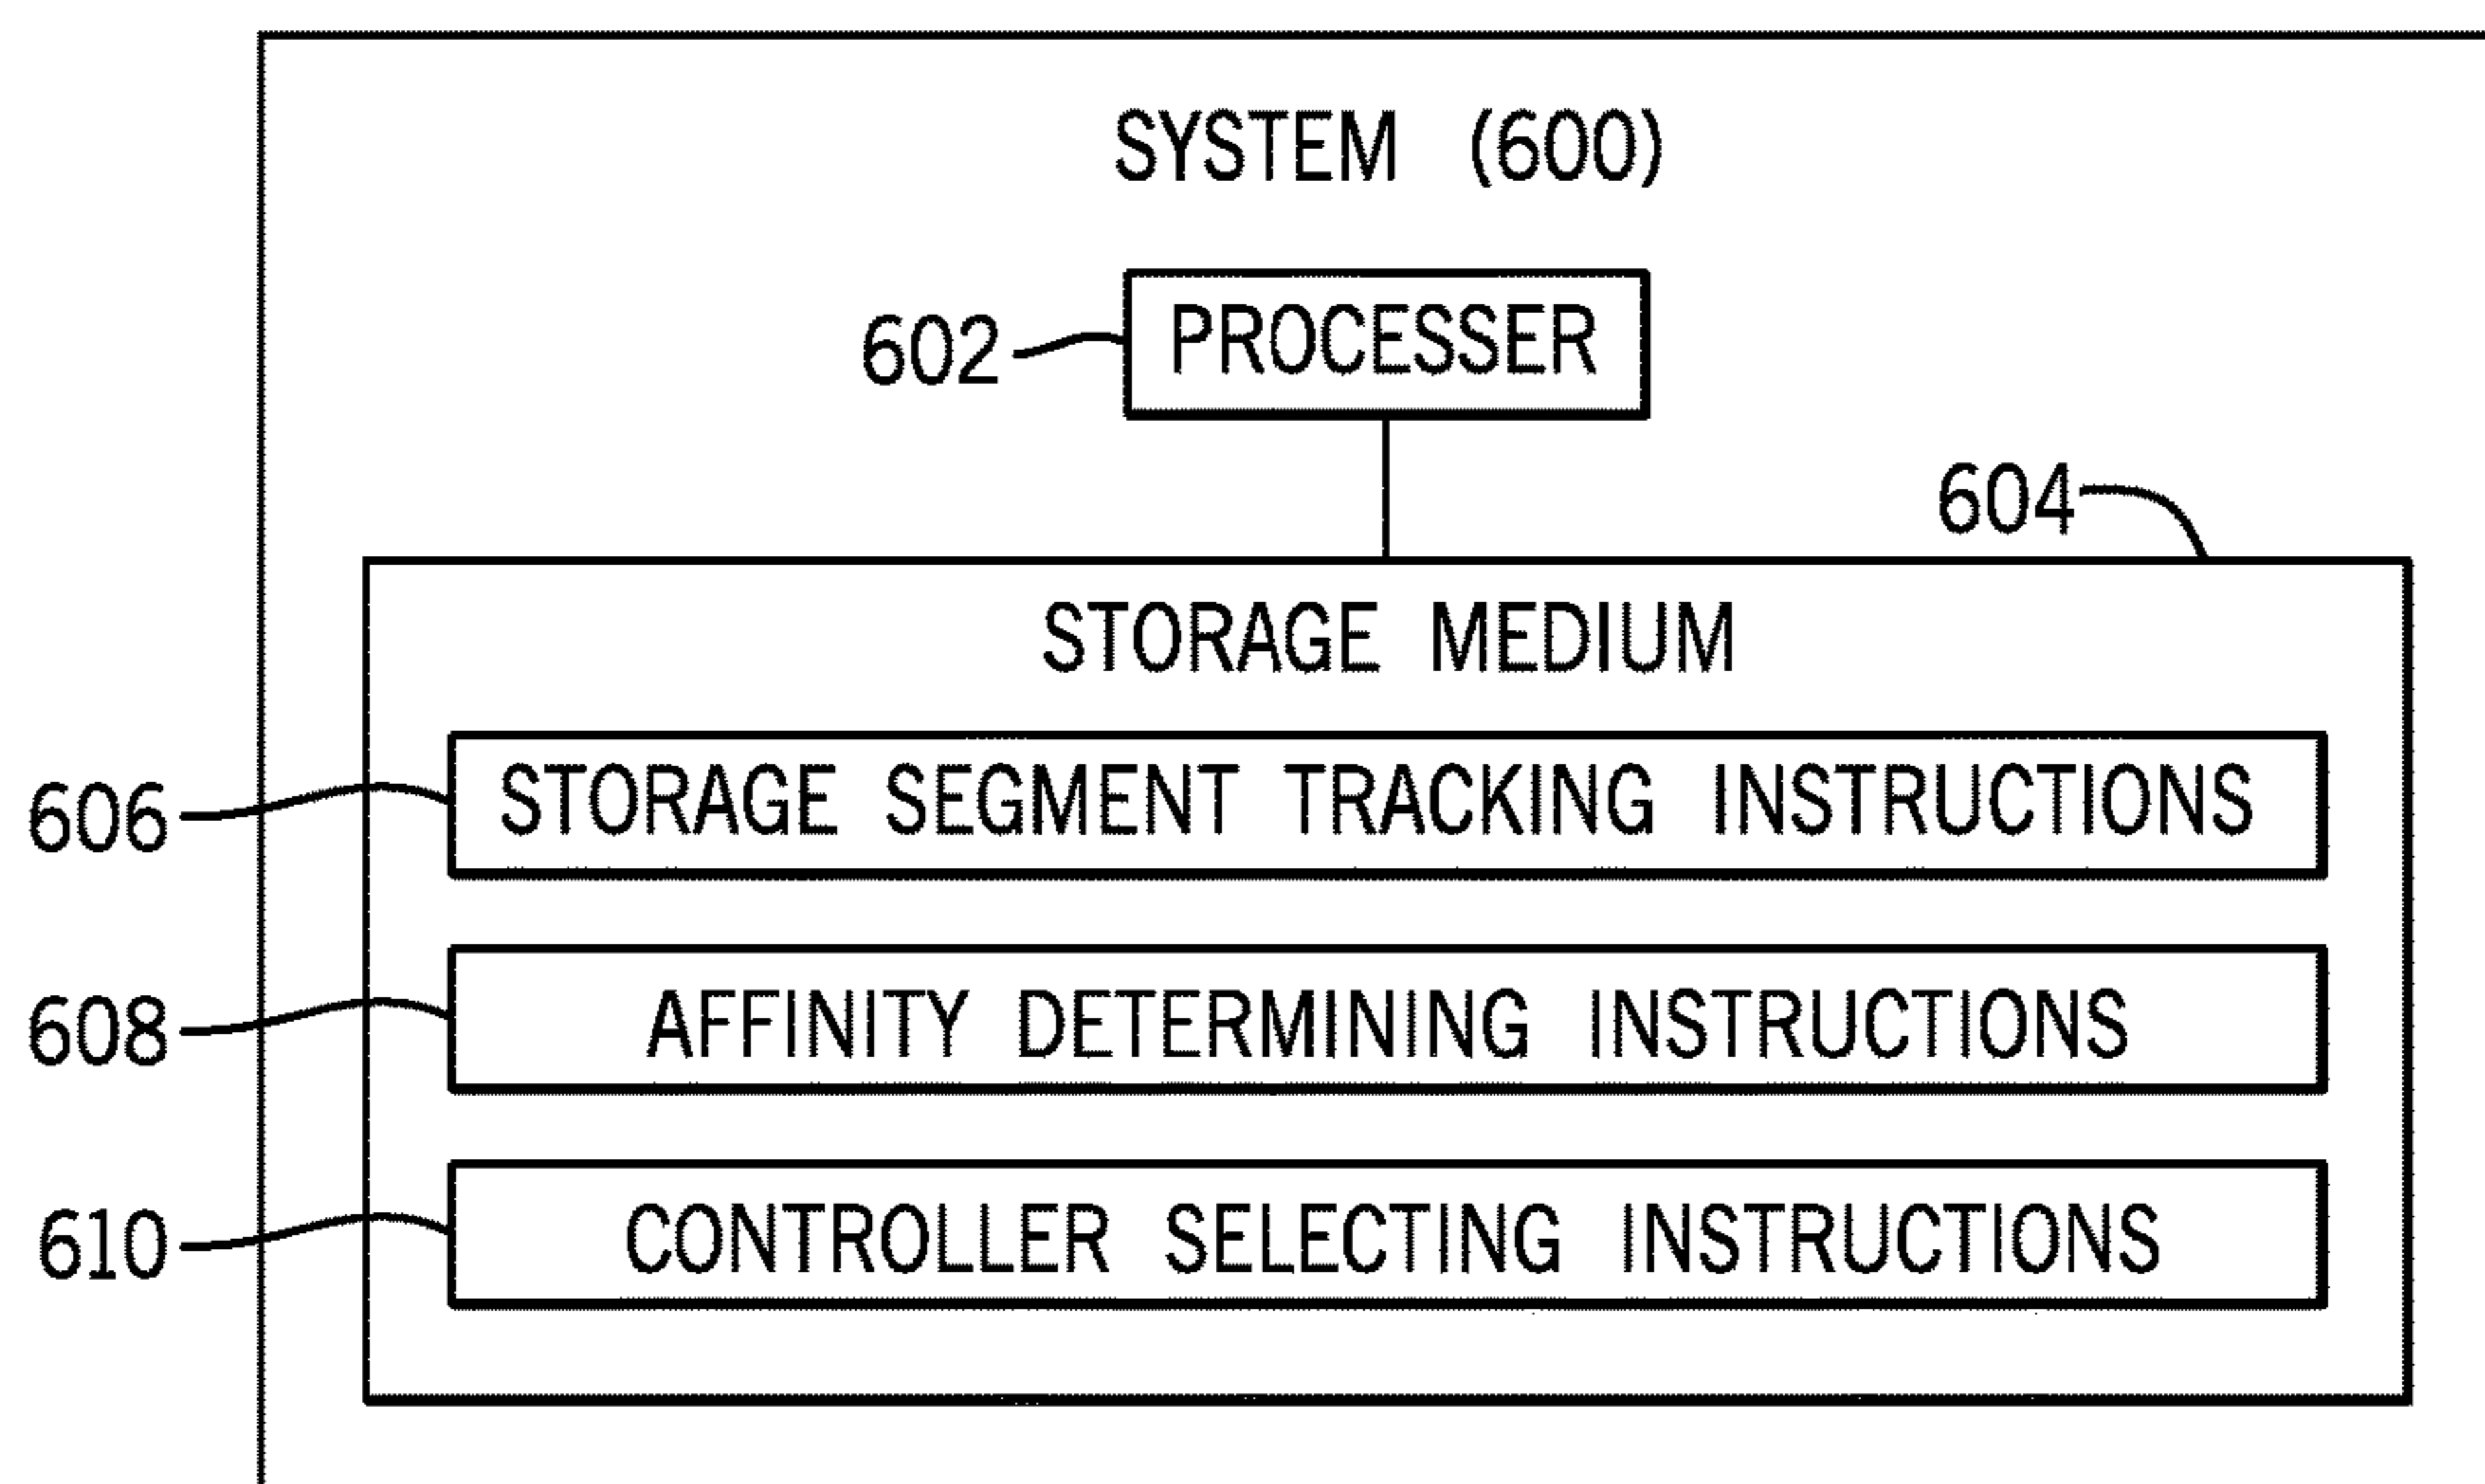 SYSTEM (600)
602 PROCESSER
604
STORAGE MEDIUM
606 STORAGE SEGMENT TRACKING INSTRUCTIONS
608 AFFINITY DETERMINING INSTRUCTIONS
610 CONTROLLER SELECTING INSTRUCTIONS